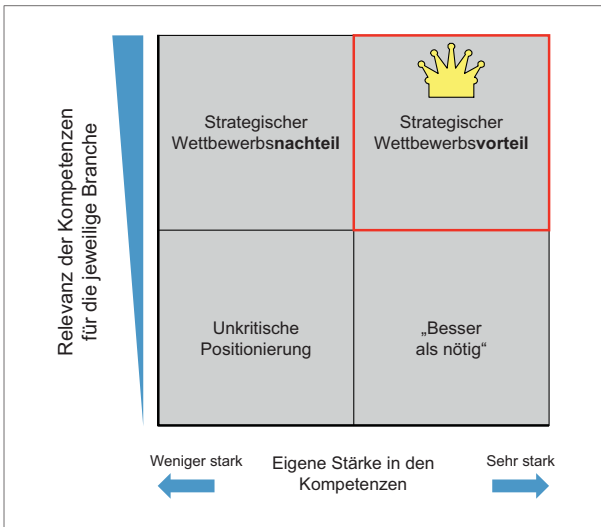 Relevanz der Kompetenzen
für die jeweilige Branche
Strategischer
Wettbewerbsnachteil
Strategischer
Wettbewerbsvorteil
Unkritische
Positionierung
„Besser
als nötig“
Weniger stark
Eigene Stärke in den
Kompetenzen
Sehr stark